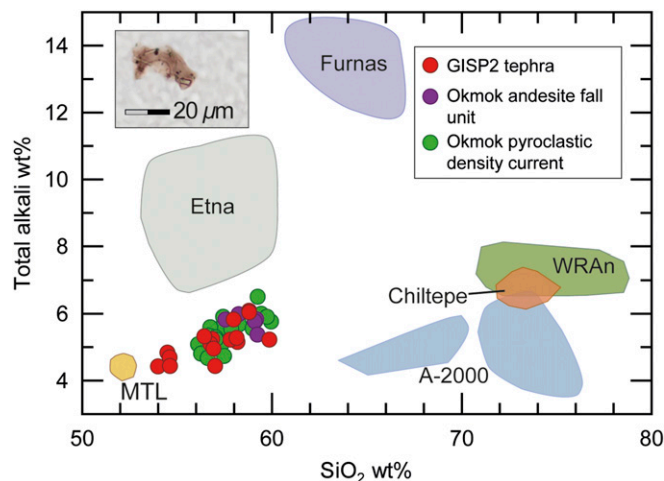 14
12
10
8
6
4
Total alkali wt%
50
60
70
80
SiO2 wt%
20 µm
Furnas
GISP2 tephra
Okmok andesite fall
unit
Okmok pyroclastic
density current
Etna
WRAn
Chiltepe
A-2000
MTL